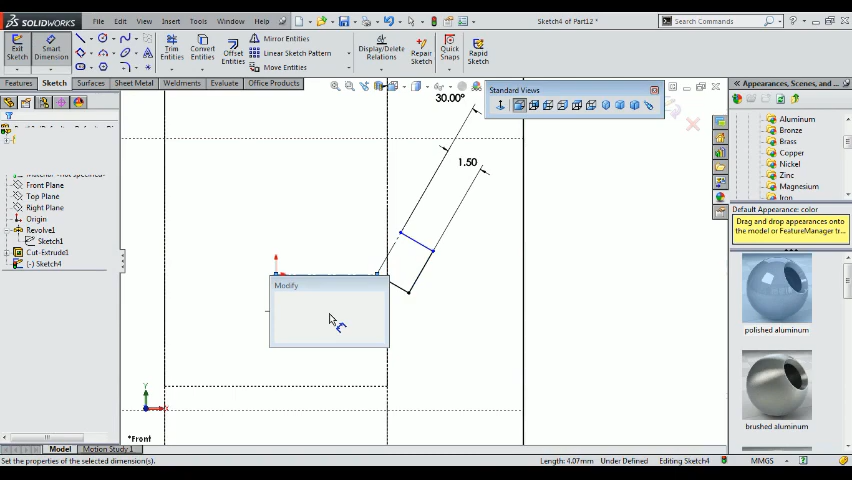 SOLIDWORKS
File Edit View Insert Tools Window Help
Sketch4 of Part12 *
Search Commands
Exit Sketch
Smart Dimension
Trim Entities
Convert Entities
Offset Entities
Mirror Entities
Linear Sketch Pattern
Move Entities
Display/Delete Relations
Repair Sketch
Quick Snaps
Rapid Sketch
Features Sketch Surfaces Sheet Metal Weldments Evaluate Office Products
Standard Views
Appearances, Scenes, and...
Front Plane
Top Plane
Right Plane
Origin
Revolve1
Sketch1
Cut-Extrude1
(-) Sketch4
30.00°
1.50
Modify
Y
X
*Front
Aluminum
Bronze
Brass
Copper
Nickel
Zinc
Magnesium
Iron
Default Appearance: color
Drag and drop appearances onto
the model or FeatureManager tr...
polished aluminum
brushed aluminum
Model Motion Study 1
Set the properties of the selected dimension(s).
Length: 4.07mm Under Defined Editing Sketch4 MMGS